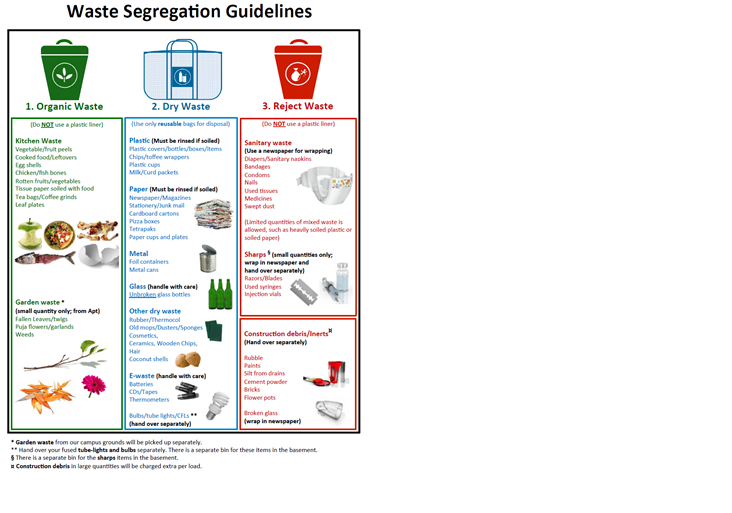 Waste Segregation Guidelines
1. Organic Waste
(Do NOT use a plastic liner)
Kitchen Waste
Vegetable/fruit peels
Cooked food/Leftovers
Egg shells
Chicken/fish bones
Rotten fruits/vegetables
Tissue paper soiled with food
Tea bags/Coffee grinds
Leaf plates
Garden waste *
(small quantity only; from Apt)
Fallen Leaves/twigs
Puja flowers/garlands
Weeds
2. Dry Waste
(Use only reusable bags for disposal)
Plastic (Must be rinsed if soiled)
Plastic covers/bottles/boxes/items
Chips/toffee wrappers
Plastic cups
Milk/Curd packets
Paper (Must be rinsed if soiled)
Newspaper/Magazines
Stationery/Junk mail
Cardboard cartons
Pizza boxes
Tetrapaks
Paper cups and plates
Metal
Foil containers
Metal cans
Glass (handle with care)
Unbroken glass bottles
Other dry waste
Rubber/Thermocol
Old mops/Dusters/Sponges
Cosmetics,
Ceramics, Wooden Chips,
Hair
Coconut shells
E-waste (handle with care)
Batteries
CDs/Tapes
Thermometers
Bulbs/tube lights/CFLs **
(hand over separately)
3. Reject Waste
(Do NOT use a plastic liner)
Sanitary waste
(Use a newspaper for wrapping)
Diapers/Sanitary napkins
Bandages
Condoms
Nails
Used tissues
Medicines
Swept dust
(Limited quantities of mixed waste is
allowed, such as heavily soiled plastic or
soiled paper)
Sharps § (small quantities only;
wrap in newspaper and
hand over separately)
Razors/Blades
Used syringes
Injection vials
Construction debris/Inerts¤
(Hand over separately)
Rubble
Paints
Silt from drains
Cement powder
Bricks
Flower pots
Broken glass
(wrap in newspaper)
* Garden waste from our campus grounds will be picked up separately.
** Hand over your fused tube-lights and bulbs separately. There is a separate bin for these items in the basement.
§ There is a separate bin for the sharps items in the basement.
¤ Construction debris in large quantities will be charged extra per load.